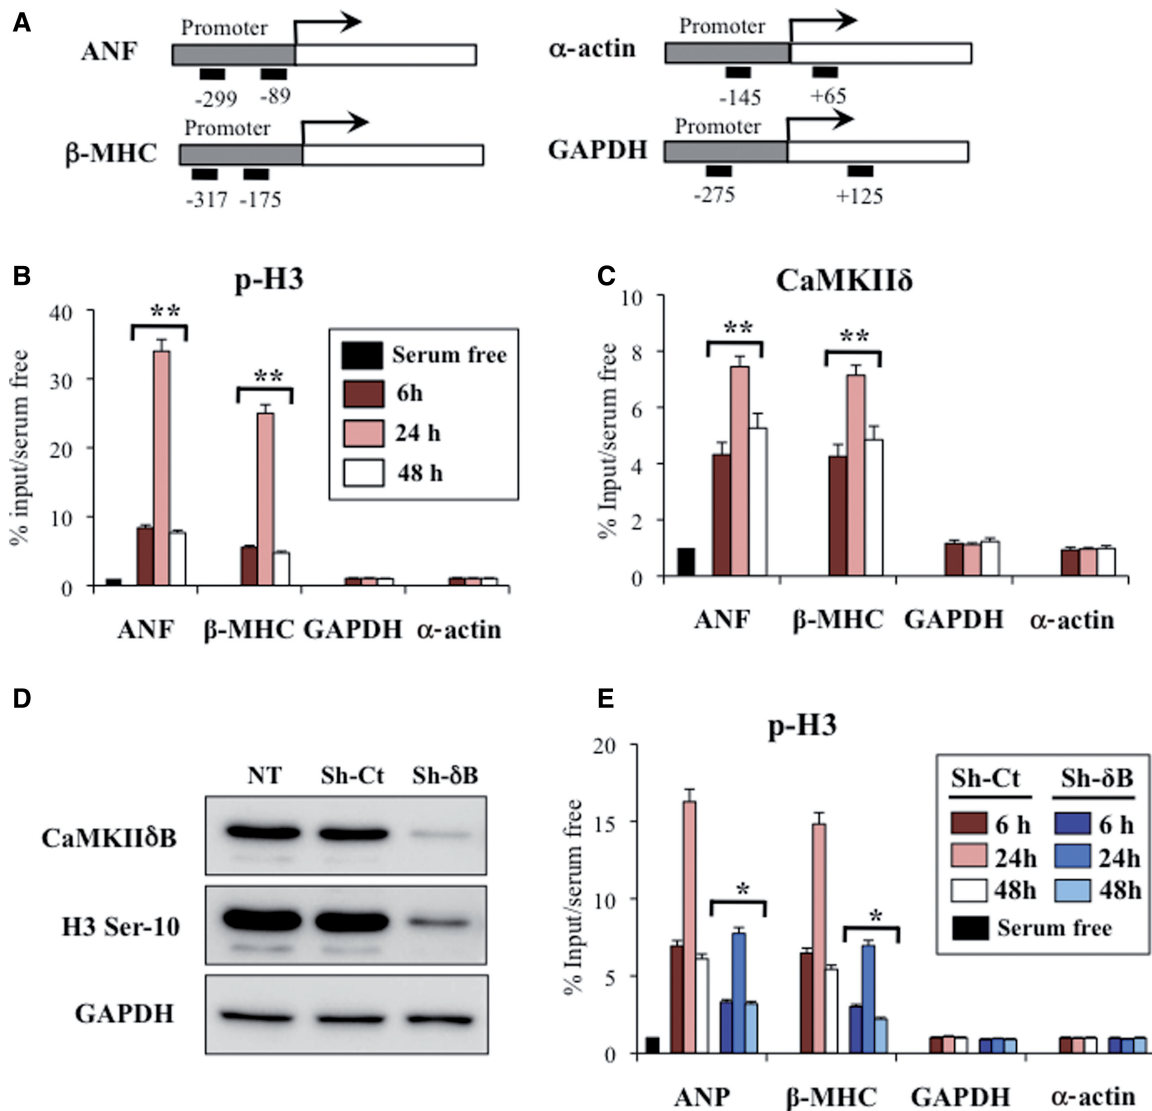 A
Promoter
ANF
-299 -89
Promoter
β-MHC
-317 -175
Promoter
α-actin
-145 +65
Promoter
GAPDH
-275 +125
B
p-H3
% input/serum free
40
30
20
10
0
**
**
Serum free
6h
24 h
48 h
ANF β-MHC GAPDH α-actin
C
CaMKIIδ
% Input/serum free
10
8
6
4
2
0
**
**
ANF β-MHC GAPDH α-actin
D
NT Sh-Ct Sh-δB
CaMKIIδB
H3 Ser-10
GAPDH
E
p-H3
% Input/serum free
20
15
10
5
0
*
*
Sh-Ct Sh-δB
6 h 6 h
24h 24h
48h 48h
Serum free
ANP β-MHC GAPDH α-actin